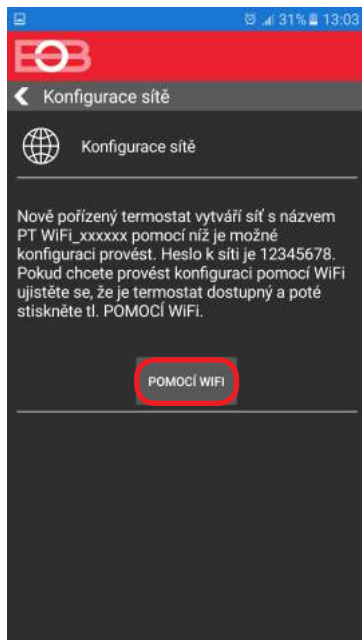 31% 13:03
EOB
Konfigurace sítě
Konfigurace sítě
Nově pořízený termostat vytváří síť s názvem
PT WiFi_xxxxxx pomocí níž je možné
konfiguraci provést. Heslo k síti je 12345678.
Pokud chcete provést konfiguraci pomocí WiFi
ujistěte se, že je termostat dostupný a poté
stiskněte tl. POMOCÍ WiFi.
POMOCÍ WIFI